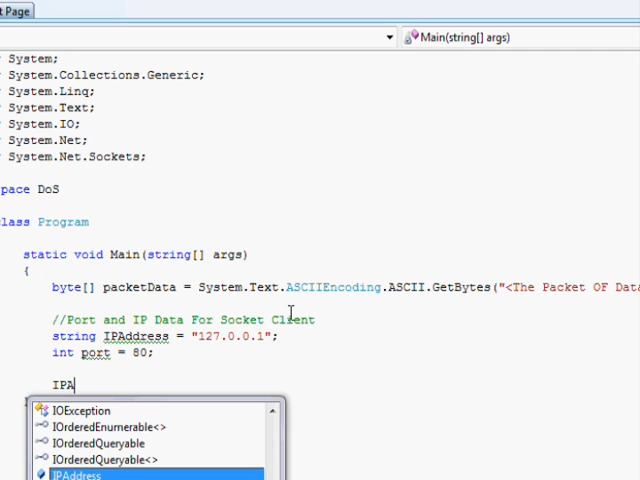 t Page
Main(string[] args)
System;
System.Collections.Generic;
System.Linq;
System.Text;
System.IO;
System.Net;
System.Net.Sockets;
pace DoS
lass Program
static void Main(string[] args)
{
byte[] packetData = System.Text.ASCIIEncoding.ASCII.GetBytes("<The Packet OF Data
//Port and IP Data For Socket Client
string IPAddress = "127.0.0.1";
int port = 80;
IPA
IOException
IOrderedEnumerable<>
IOrderedQueryable
IOrderedQueryable<>
IPAddress